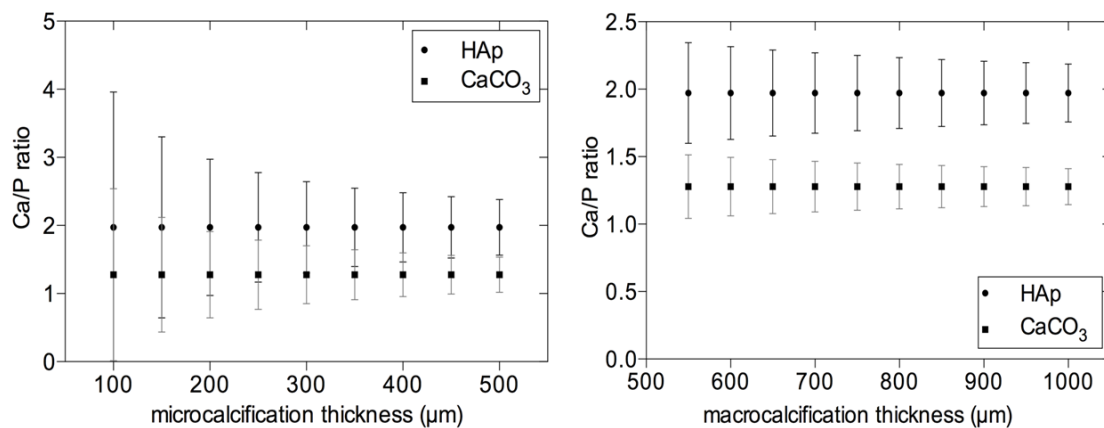 5
4
3
2
1
0
Ca/P ratio
HAp
CaCO₃
100 200 300 400 500
microcalcification thickness (μm)
2.5
2.0
1.5
1.0
0.5
0.0
Ca/P ratio
HAp
CaCO₃
500 600 700 800 900 1000
macrocalcification thickness (μm)